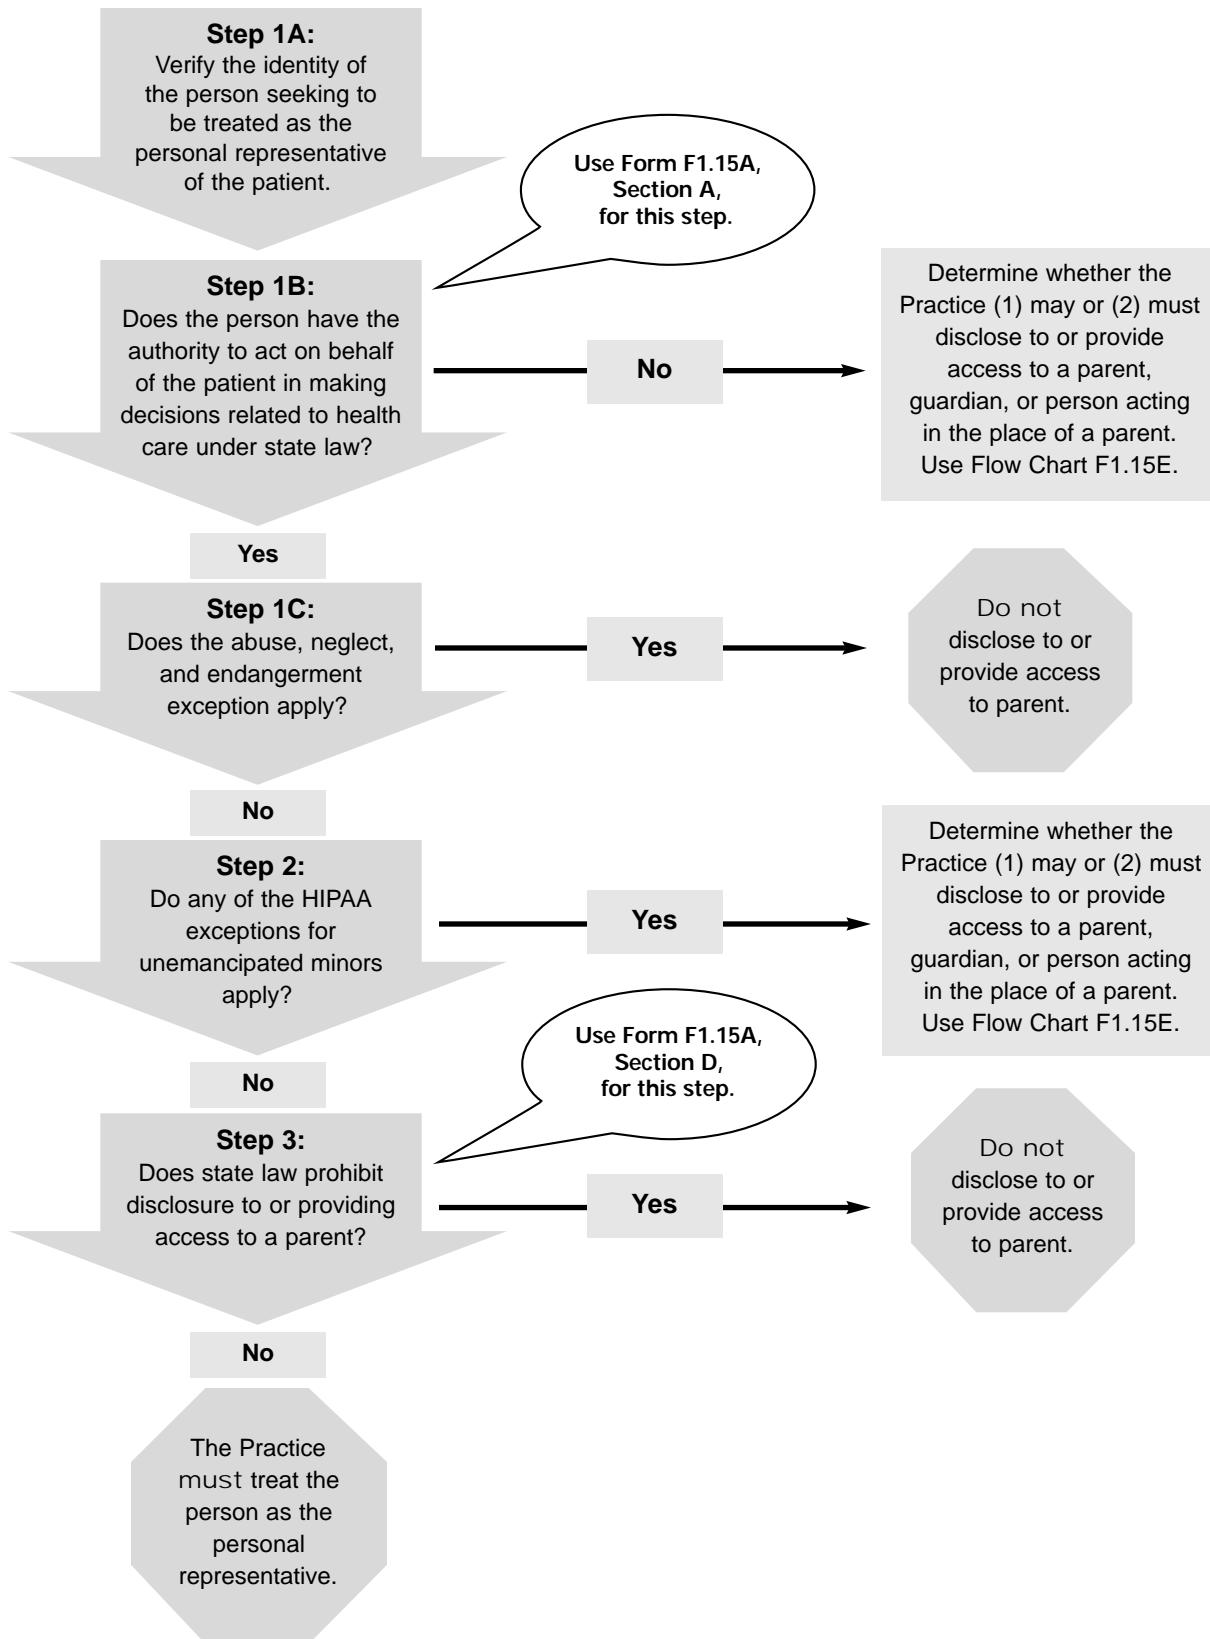 Step 1A:
Verify the identity of
the person seeking to
be treated as the
personal representative
of the patient.
Use Form F1.15A,
Section A,
for this step.
Step 1B:
Does the person have the
authority to act on behalf
of the patient in making
decisions related to health
care under state law?
No
Determine whether the
Practice (1) may or (2) must
disclose to or provide
access to a parent,
guardian, or person acting
in the place of a parent.
Use Flow Chart F1.15E.
Yes
Step 1C:
Does the abuse, neglect,
and endangerment
exception apply?
Yes
Do not
disclose to or
provide access
to parent.
No
Step 2:
Do any of the HIPAA
exceptions for
unemancipated minors
apply?
Yes
Determine whether the
Practice (1) may or (2) must
disclose to or provide
access to a parent,
guardian, or person acting
in the place of a parent.
Use Flow Chart F1.15E.
No
Use Form F1.15A,
Section D,
for this step.
Step 3:
Does state law prohibit
disclosure to or providing
access to a parent?
Yes
Do not
disclose to or
provide access
to parent.
No
The Practice
must treat the
person as the
personal
representative.